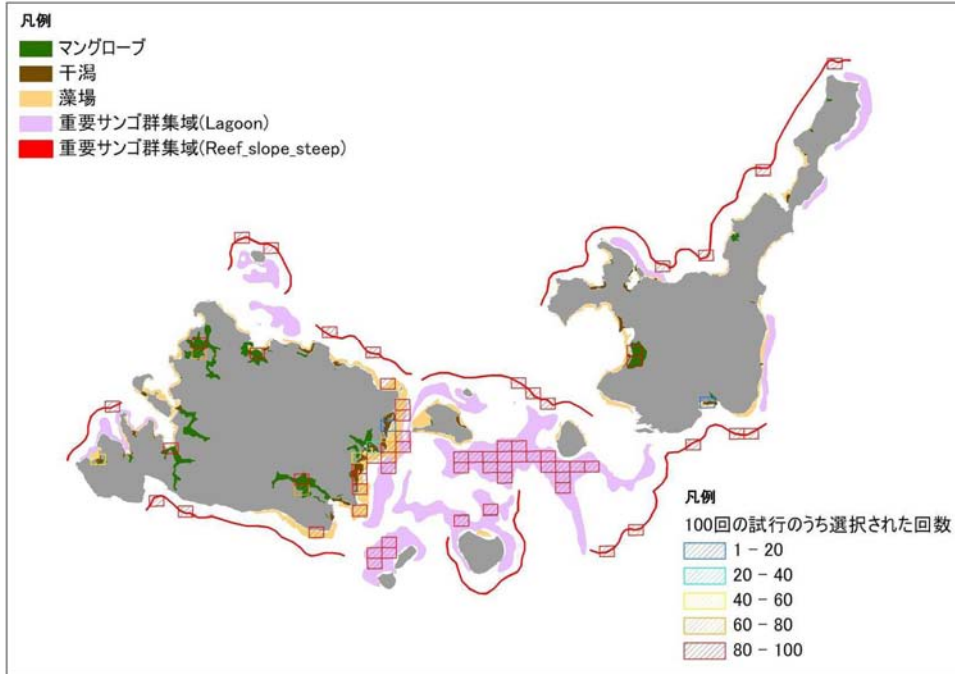 凡例
マングローブ
干潟
藻場
重要サンゴ群集域(Lagoon)
重要サンゴ群集域(Reef_slope_steep)
凡例
100回の試行のうち選択された回数
1 - 20
20 - 40
40 - 60
60 - 80
80 - 100